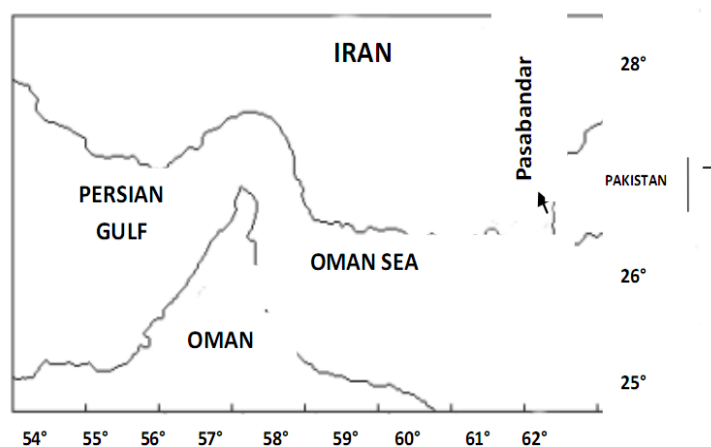 IRAN
Pasabandar
28°
PERSIAN
GULF
PAKISTAN
OMAN SEA
26°
OMAN
25°
54° 55° 56° 57° 58° 59° 60° 61° 62°